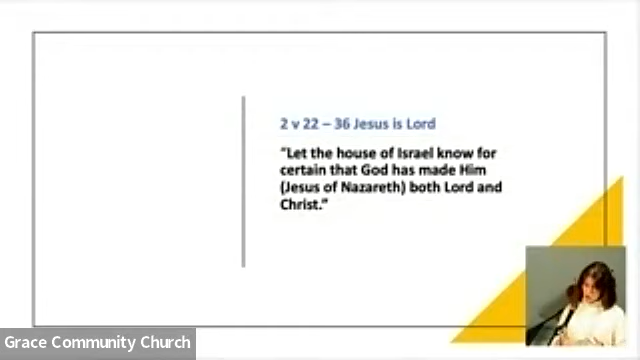 2 v 22 – 36 Jesus is Lord
“Let the house of Israel know for
certain that God has made Him
(Jesus of Nazareth) both Lord and
Christ.”
Grace Community Church